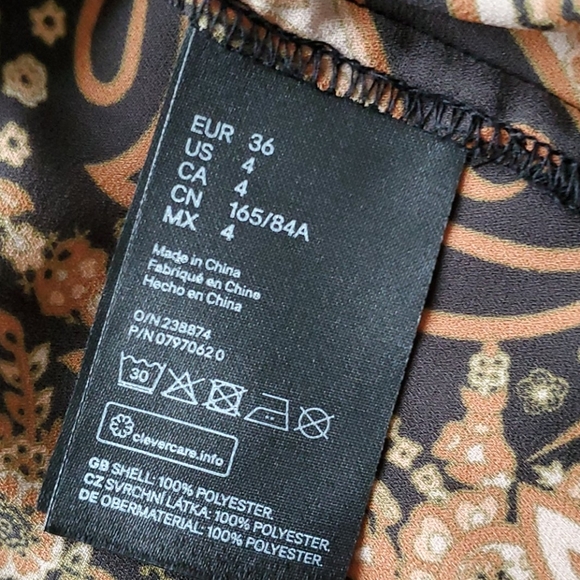 EUR 36
US 4
CA 4
CN 165/84A
MX 4
Made in China
Fabriqué en Chine
Hecho en China
O/N 238874
P/N 0797062 0
30
clevercare.info
GB SHELL: 100% POLYESTER.
CZ SVRCHNÍ LÁTKA: 100% POLYESTER.
DE OBERMATERIAL: 100% POLYESTER.